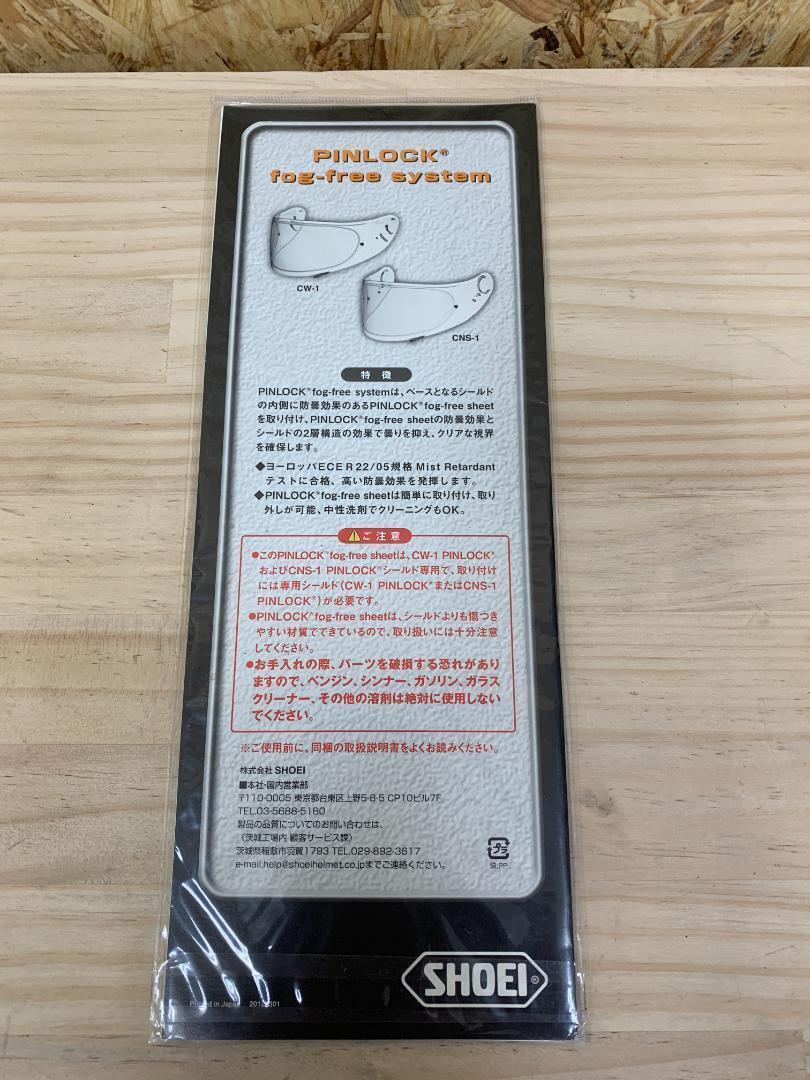 PINLOCK®
fog-free system
CW-1
CNS-1
特 徴
PINLOCK®fog-free systemは、ベースとなるシールド
の内側に防曇効果のあるPINLOCK®fog-free sheet
を取り付け、PINLOCK®fog-free sheetの防曇効果と
シールドの2層構造の効果で曇りを抑え、クリアな視界
を確保します。
◆ヨーロッパECE R22/05規格 Mist Retardant
テストに合格、高い防曇効果を発揮します。
◆PINLOCK®fog-free sheetは簡単に取り付け、取り
外しが可能、中性洗剤でクリーニングもOK。
⚠ご注意
●このPINLOCK®fog-free sheetは、CW-1 PINLOCK®
およびCNS-1 PINLOCK®シールド専用で、取り付け
には専用シールド(CW-1 PINLOCK®またはCNS-1
PINLOCK®)が必要です。
●PINLOCK®fog-free sheetは、シールドよりも傷つき
やすい材質でできているので、取り扱いには十分注意
してください。
●お手入れの際、パーツを破損する恐れがあり
ますので、ベンジン、シンナー、ガソリン、ガラス
クリーナー、その他の溶剤は絶対に使用しない
でください。
※ご使用前に、同梱の取扱説明書をよくお読みください。
株式会社 SHOEI
■本社・国内営業部
〒110-0005 東京都台東区上野5-8-5 CP10ビル7F
TEL.03-5688-5180
製品の品質についてのお問い合わせは、
〈茨城工場内 顧客サービス課〉
茨城県稲敷市羽賀1793 TEL.029-892-3617
e-mail.help@shoeihelmet.co.jpまでご連絡ください。
プラ
袋:PP
SHOEI®
Printed in Japan